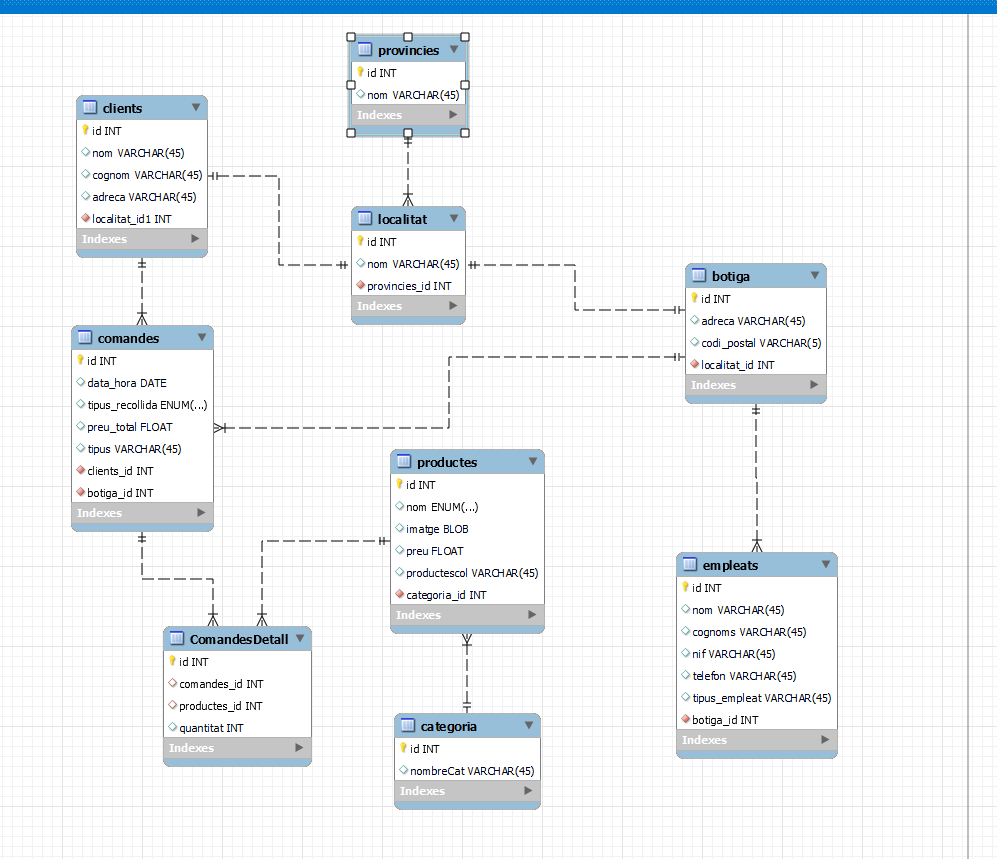 provincies
id INT
nom VARCHAR(45)
Indexes
clients
id INT
nom VARCHAR(45)
cognom VARCHAR(45)
adreca VARCHAR(45)
localitat_id1 INT
Indexes
localitat
id INT
nom VARCHAR(45)
provincies_id INT
Indexes
botiga
id INT
adreca VARCHAR(45)
codi_postal VARCHAR(5)
localitat_id INT
Indexes
comandes
id INT
data_hora DATE
tipus_recollida ENUM(...)
preu_total FLOAT
tipus VARCHAR(45)
clients_id INT
botiga_id INT
Indexes
productes
id INT
nom ENUM(...)
imatge BLOB
preu FLOAT
productescol VARCHAR(45)
categoria_id INT
Indexes
empleats
id INT
nom VARCHAR(45)
cognoms VARCHAR(45)
nif VARCHAR(45)
telefon VARCHAR(45)
tipus_empleat VARCHAR(45)
botiga_id INT
Indexes
ComandesDetall
id INT
comandes_id INT
productes_id INT
quantitat INT
Indexes
categoria
id INT
nombreCat VARCHAR(45)
Indexes